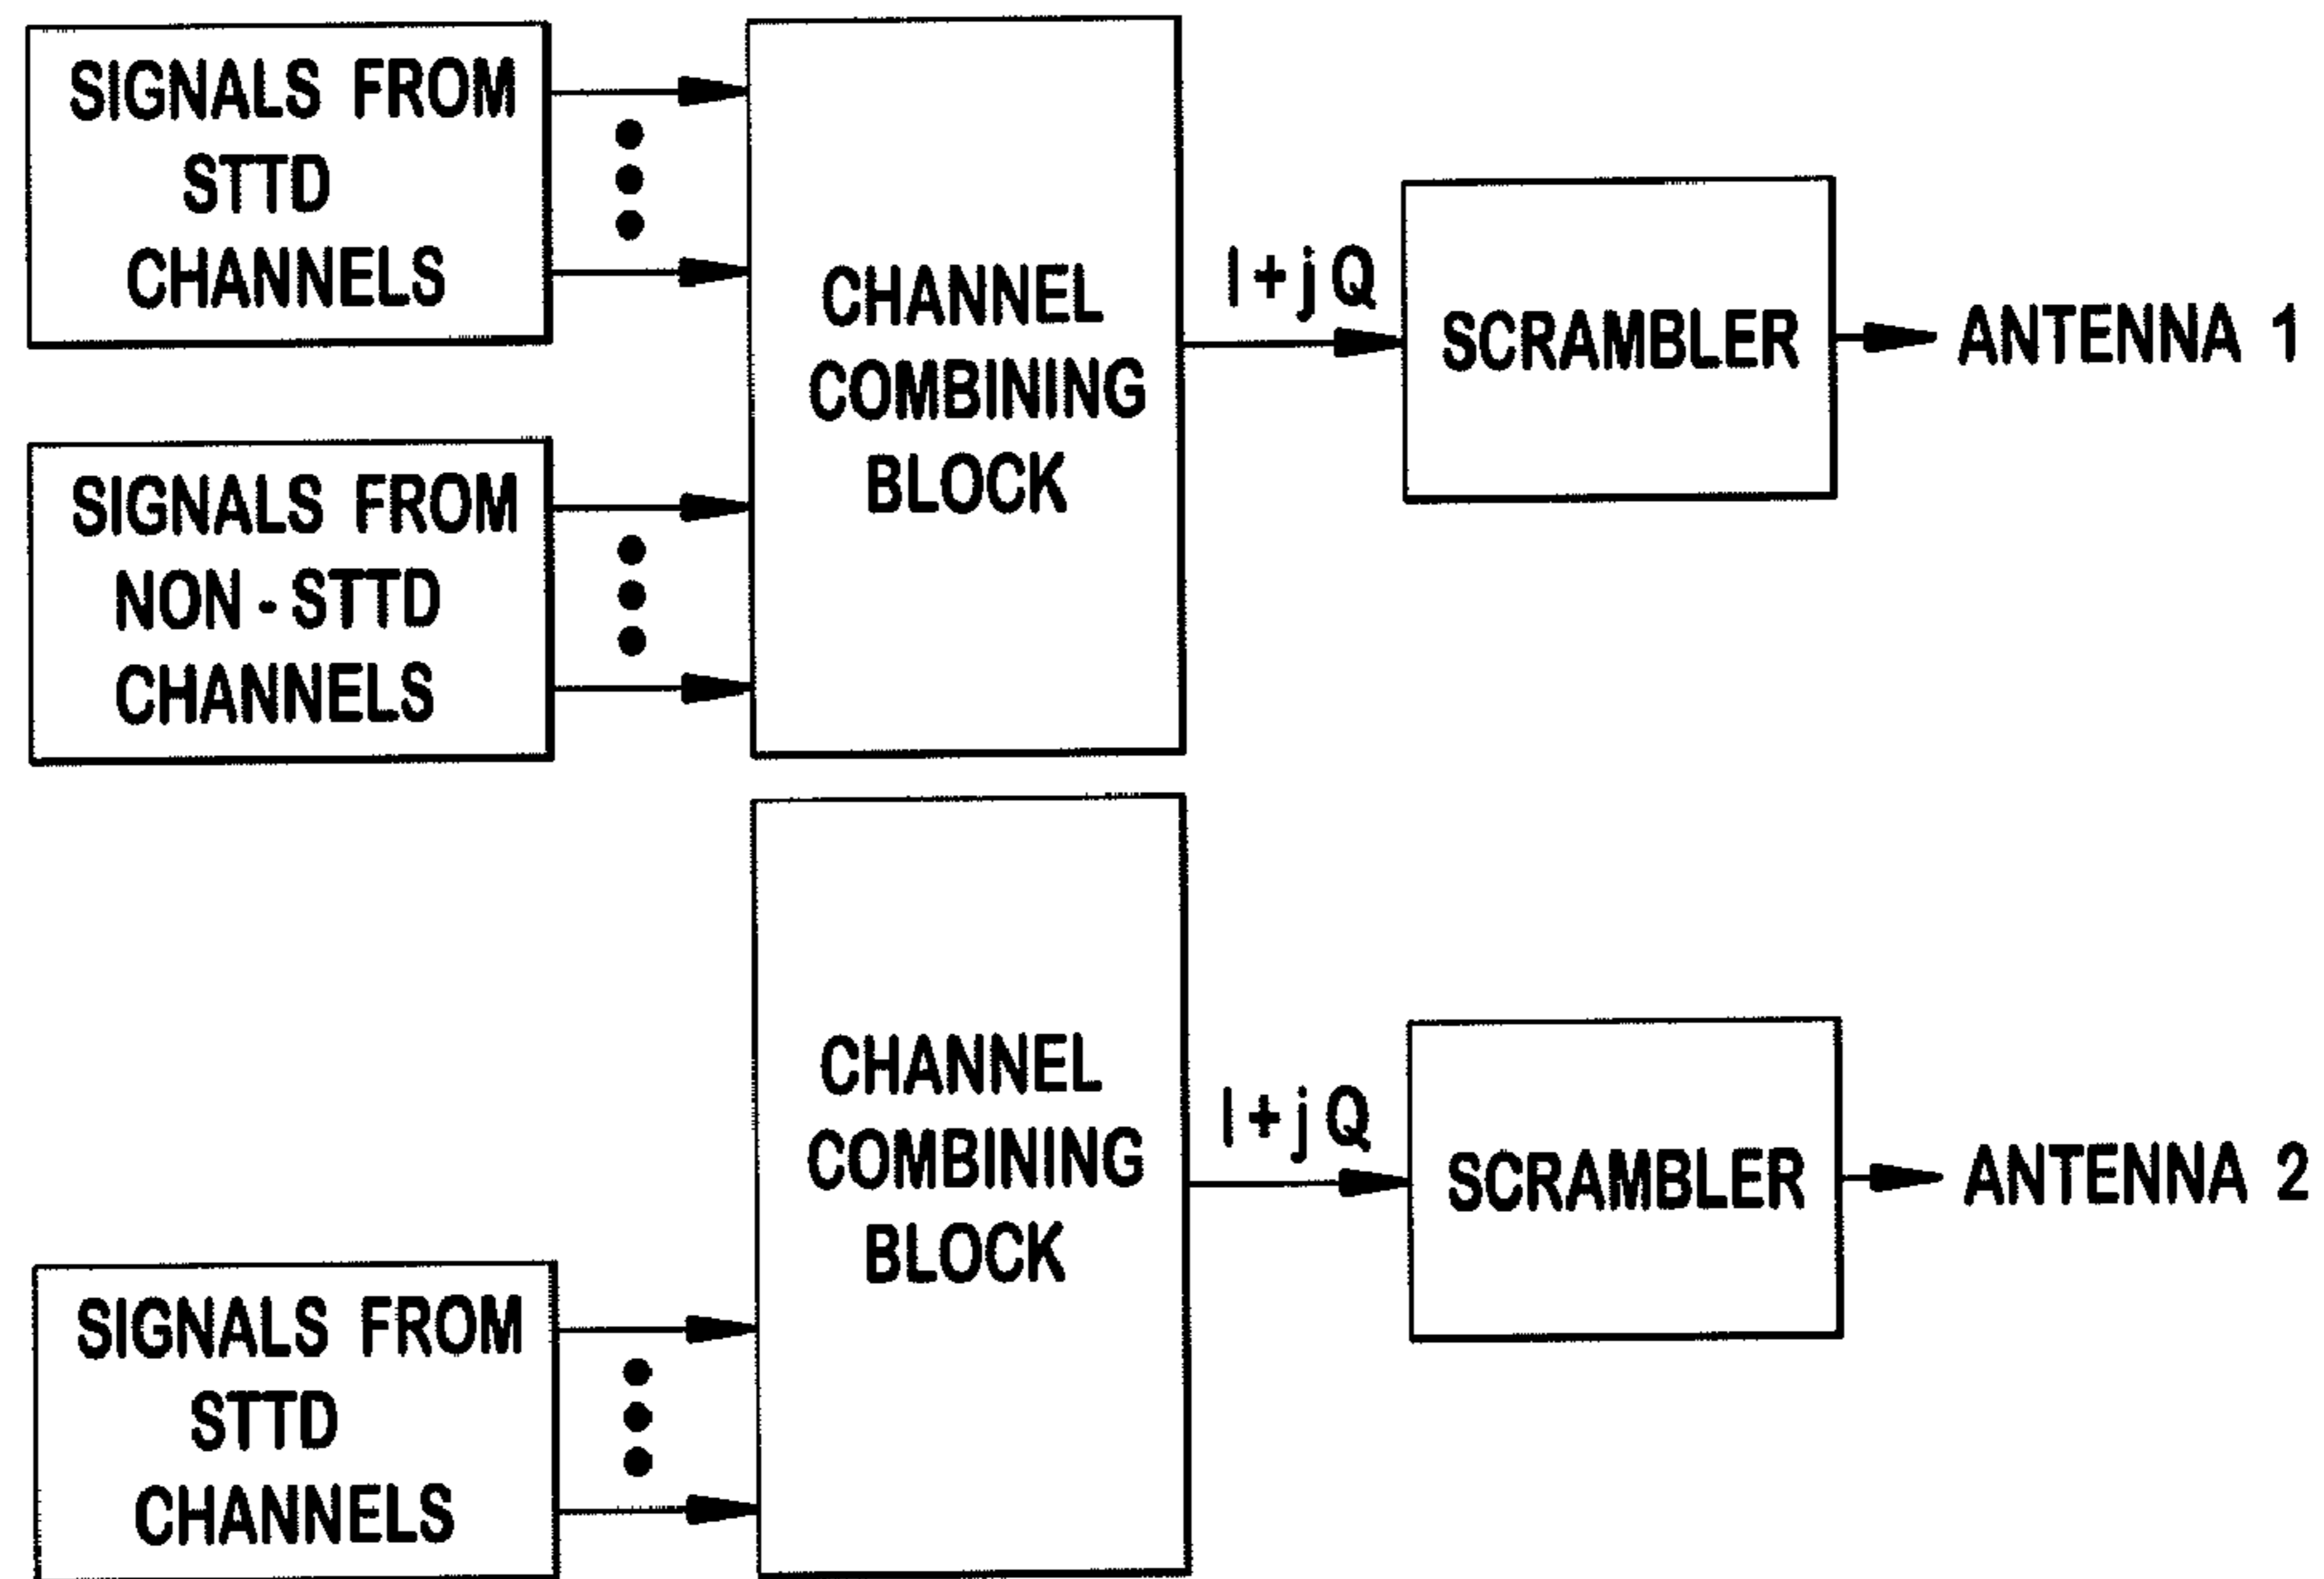 SIGNALS FROM
STTD
CHANNELS
SIGNALS FROM
NON-STTD
CHANNELS
CHANNEL
COMBINING
BLOCK
I+jQ
SCRAMBLER
ANTENNA 1
SIGNALS FROM
STTD
CHANNELS
CHANNEL
COMBINING
BLOCK
I+jQ
SCRAMBLER
ANTENNA 2